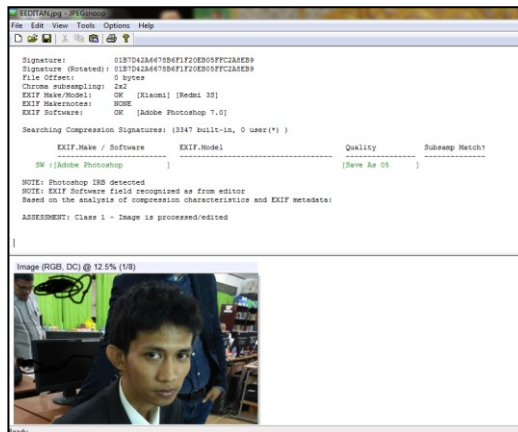 EEDITAN.jpg - JPEGsnoop
File Edit View Tools Options Help
Signature: 01B7D42A6678B6F1F20EB05FFC2A8EB9
Signature (Rotated): 01B7D42A6678B6F1F20EB05FFC2A8EB9
File Offset: 0 bytes
Chroma subsampling: 2x2
EXIF Make/Model: OK [Xiaomi] [Redmi 3S]
EXIF Makernotes: NONE
EXIF Software: OK [Adobe Photoshop 7.0]
Searching Compression Signatures: (3347 built-in, 0 user(*) )
EXIF.Make / Software EXIF.Model Quality Subsamp Match?
SW :[Adobe Photoshop ] [Save As 05 ]
NOTE: Photoshop IRB detected
NOTE: EXIF Software field recognized as from editor
Based on the analysis of compression characteristics and EXIF metadata:
ASSESSMENT: Class 1 - Image is processed/edited
Image (RGB, DC) @ 12.5% (1/8)